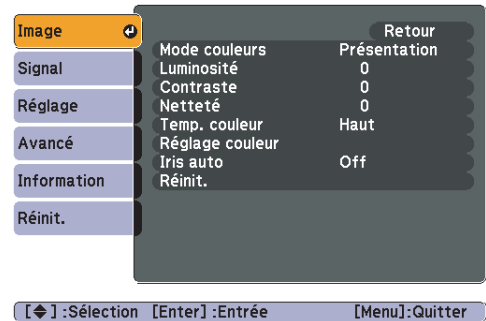 Image
Signal
Réglage
Avancé
Information
Réinit.
Retour
Mode couleurs Présentation
Luminosité 0
Contraste 0
Netteté 0
Temp. couleur Haut
Réglage couleur
Iris auto Off
Réinit.
[◆] :Sélection [Enter] :Entrée [Menu]:Quitter